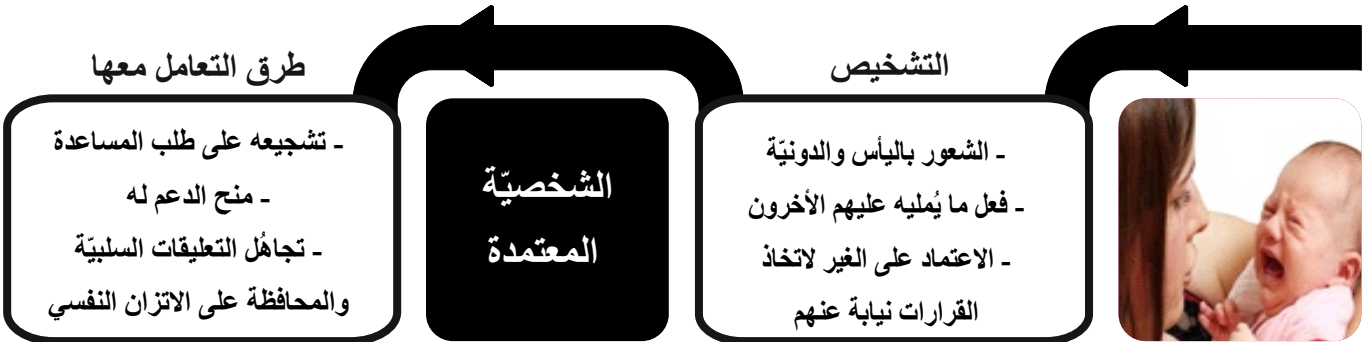 التشخيص
- الشعور باليأس والدونيّة
- فعل ما يُمليه عليهم الأخرون
- الاعتماد على الغير لاتخاذ
القرارات نيابة عنهم
الشخصيّة
المعتمدة
طرق التعامل معها
- تشجيعه على طلب المساعدة
- منح الدعم له
- تجاهُل التعليقات السلبيّة
والمحافظة على الاتزان النفسي